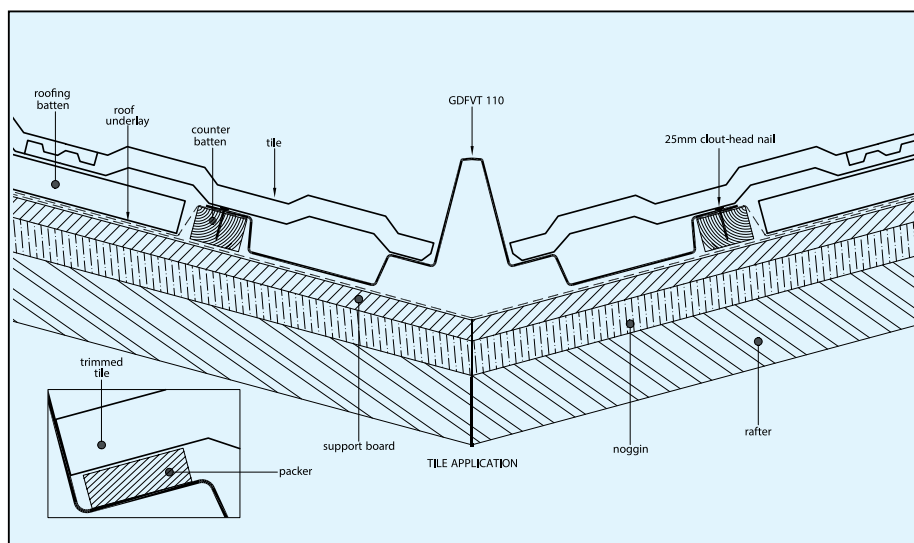 GDFVT 110
roofing
batten
roof
underlay
counter
batten
tile
25mm clout-head nail
trimmed
tile
support board
noggin
rafter
packer
TILE APPLICATION